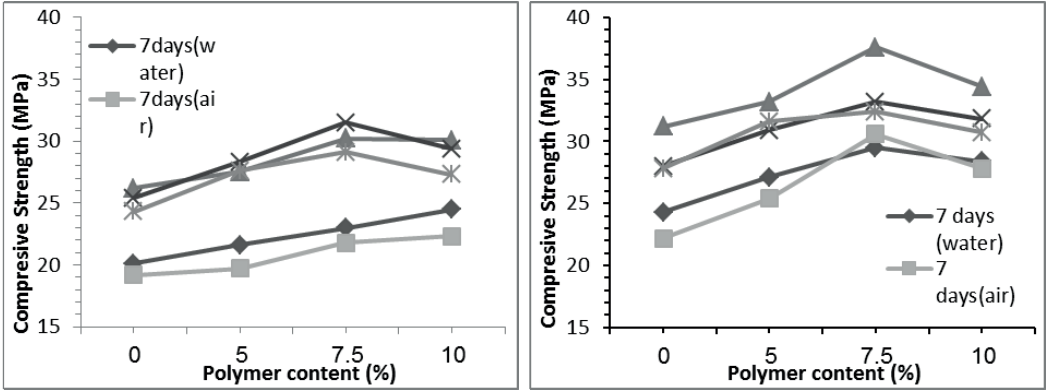 40
35
30
25
20
15
Compresive Strength (MPa)
7days(w
ater)
7days(ai
r)
0 5 7.5 10
Polymer content (%)
40
35
30
25
20
15
Compresive Strength (MPa)
7 days
(water)
7
days(air)
0 5 7.5 10
Polymer content (%)